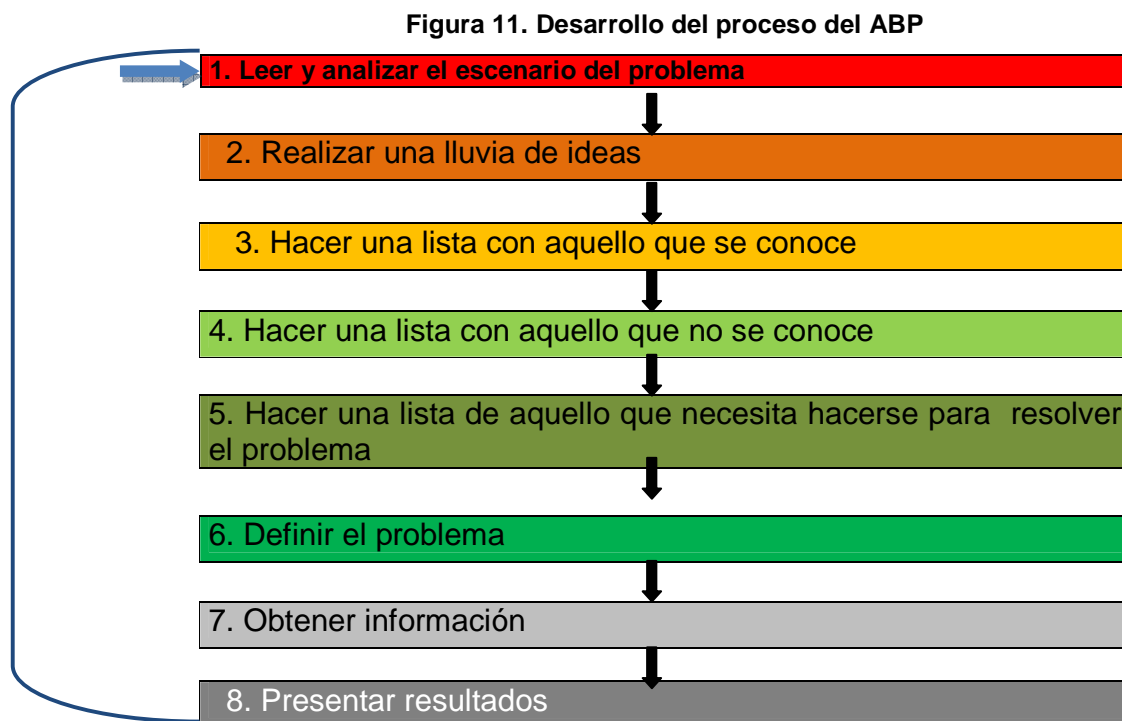 Figura 11. Desarrollo del proceso del ABP
1. Leer y analizar el escenario del problema
2. Realizar una lluvia de ideas
3. Hacer una lista con aquello que se conoce
4. Hacer una lista con aquello que no se conoce
5. Hacer una lista de aquello que necesita hacerse para resolver
el problema
6. Definir el problema
7. Obtener información
8. Presentar resultados